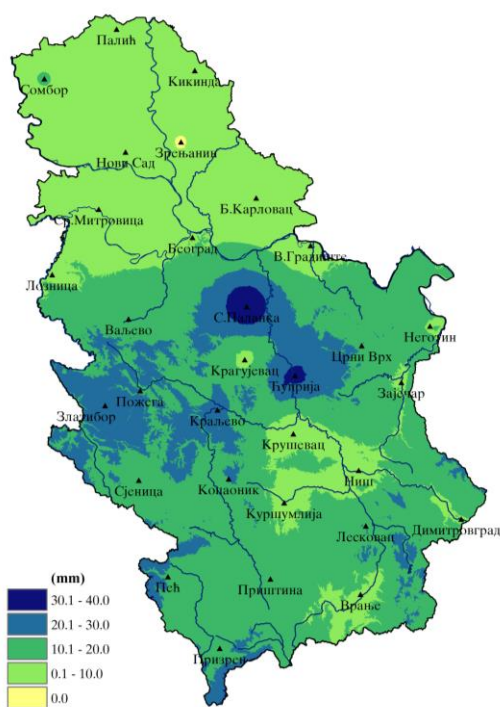 Палић
Кикинда
Сомбор
Зрењанин
Нови Сад
Ср.Митровица
Б.Карловац
Београд
В.Градиште
Лозница
С.Паланка
Ваљево
Неготин
Црни Врх
Крагујевац
Ћуприја
Зајечар
Пожега
Златибор
Краљево
Крушевац
Ниш
Сјеница
Копаоник
Куршумлија
Димитровград
Лесковац
(mm)
Пећ
Приштина
Врање
30.1 - 40.0
20.1 - 30.0
10.1 - 20.0
Призрен
0.1 - 10.0
0.0